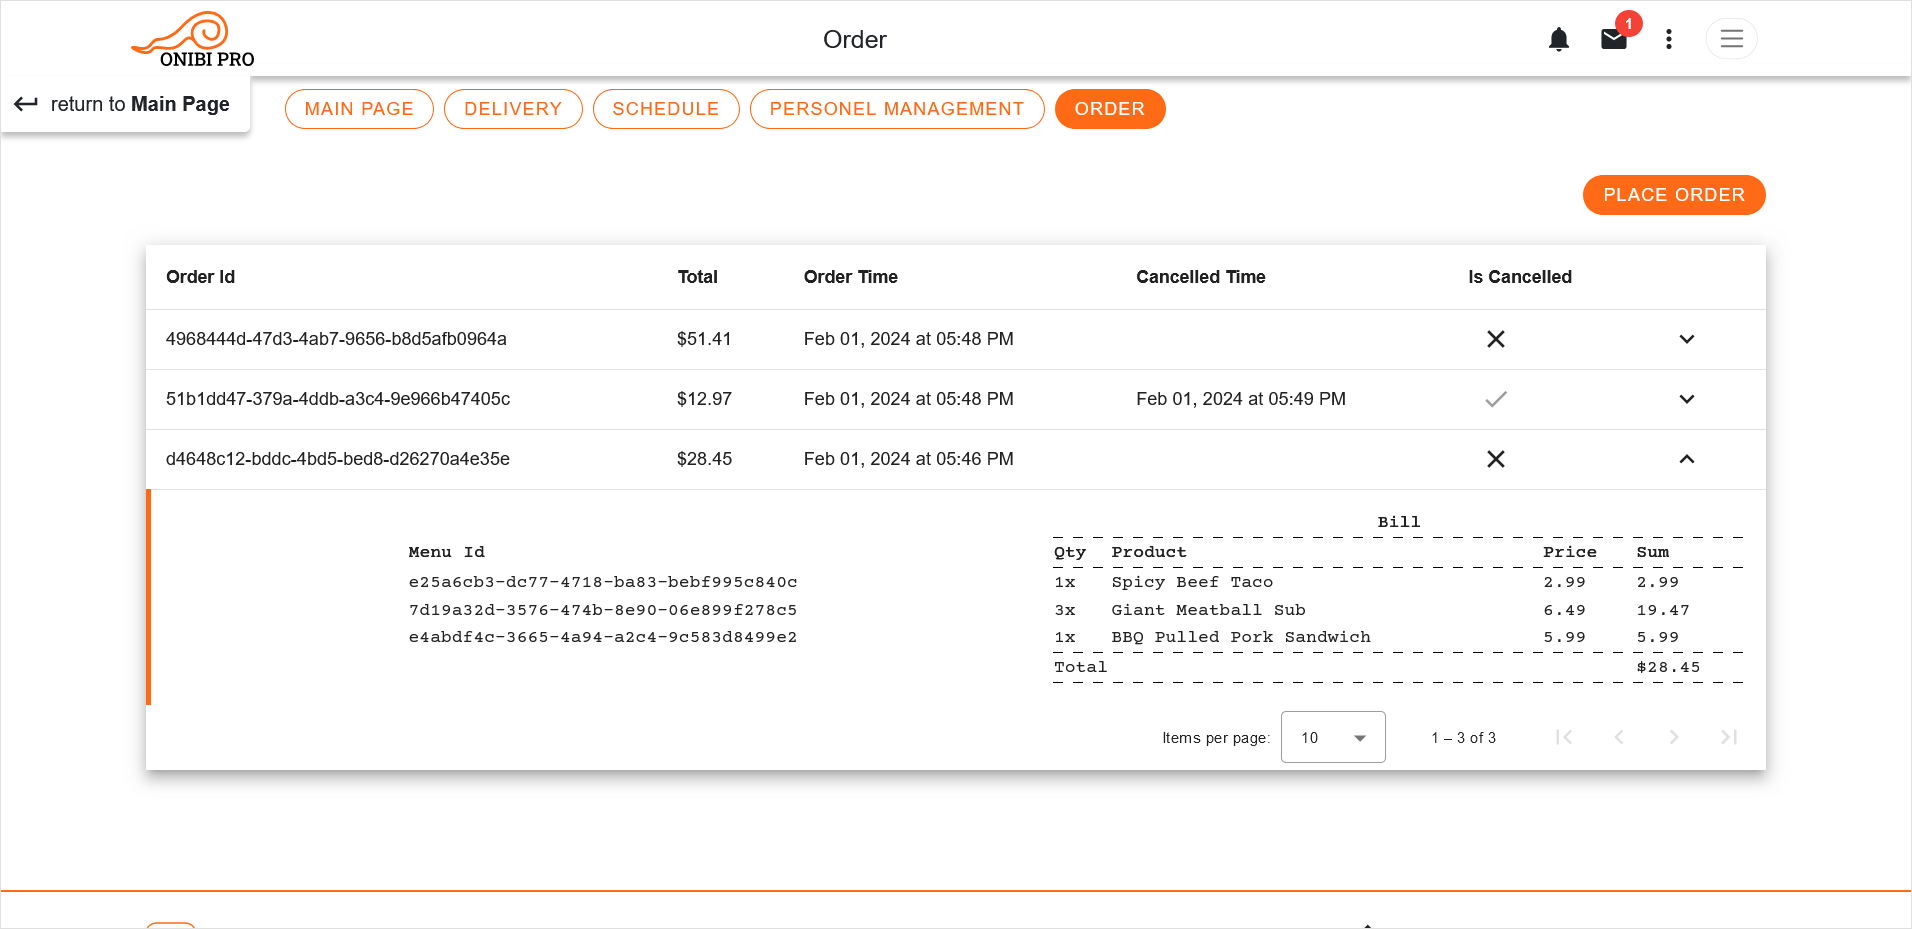 ONIBI PRO
Order
1
return to Main Page
MAIN PAGE DELIVERY SCHEDULE PERSONEL MANAGEMENT ORDER
PLACE ORDER
Order Id Total Order Time Cancelled Time Is Cancelled
4968444d-47d3-4ab7-9656-b8d5afb0964a $51.41 Feb 01, 2024 at 05:48 PM
51b1dd47-379a-4ddb-a3c4-9e966b47405c $12.97 Feb 01, 2024 at 05:48 PM Feb 01, 2024 at 05:49 PM
d4648c12-bddc-4bd5-bed8-d26270a4e35e $28.45 Feb 01, 2024 at 05:46 PM
Menu Id
e25a6cb3-dc77-4718-ba83-bebf995c840c
7d19a32d-3576-474b-8e90-06e899f278c5
e4abdf4c-3665-4a94-a2c4-9c583d8499e2
Bill
Qty Product Price Sum
1x Spicy Beef Taco 2.99 2.99
3x Giant Meatball Sub 6.49 19.47
1x BBQ Pulled Pork Sandwich 5.99 5.99
Total $28.45
Items per page: 10 1 – 3 of 3